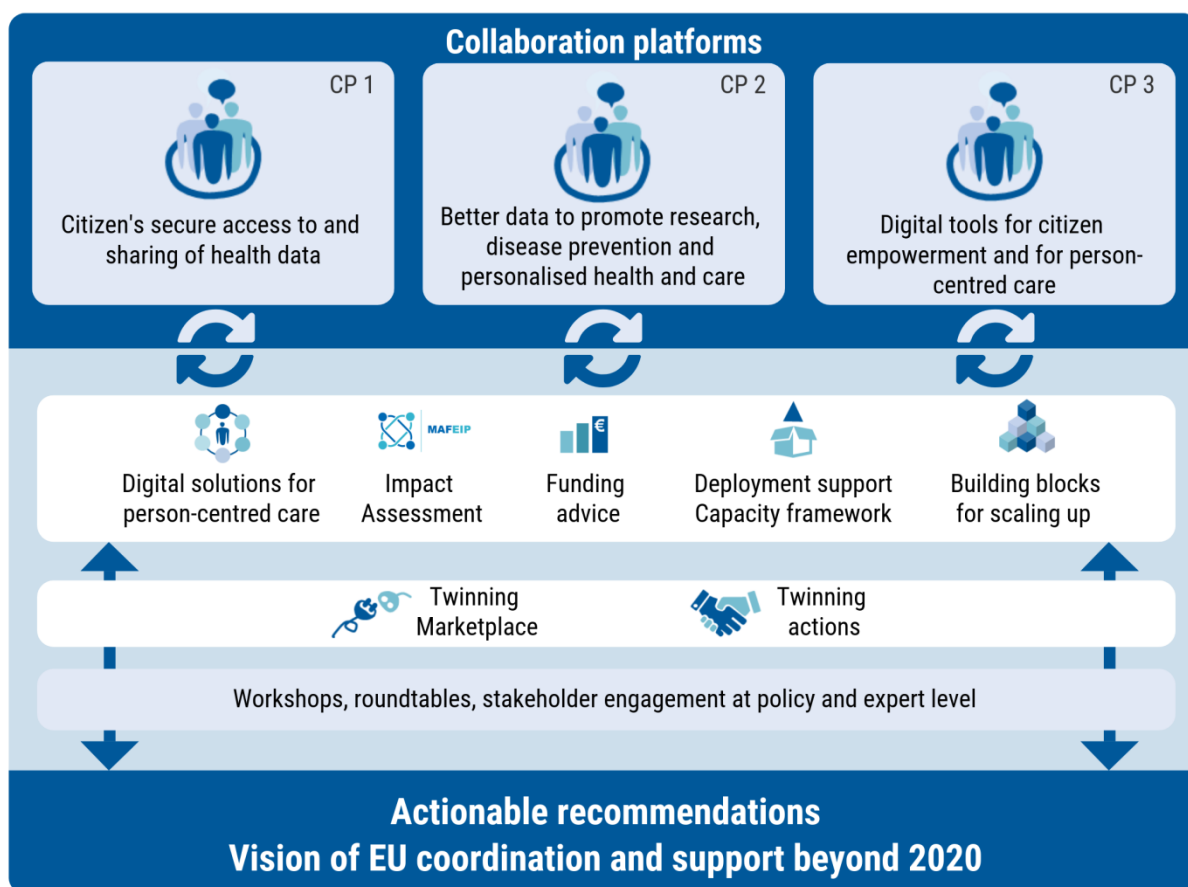 Collaboration platforms
CP 1
Citizen's secure access to and
sharing of health data
CP 2
Better data to promote research,
disease prevention and
personalised health and care
CP 3
Digital tools for citizen
empowerment and for person-
centred care
Digital solutions for
person-centred care
MAFEIP
Impact
Assessment
€
Funding
advice
Deployment support
Capacity framework
Building blocks
for scaling up
Twinning
Marketplace
Twinning
actions
Workshops, roundtables, stakeholder engagement at policy and expert level
Actionable recommendations
Vision of EU coordination and support beyond 2020